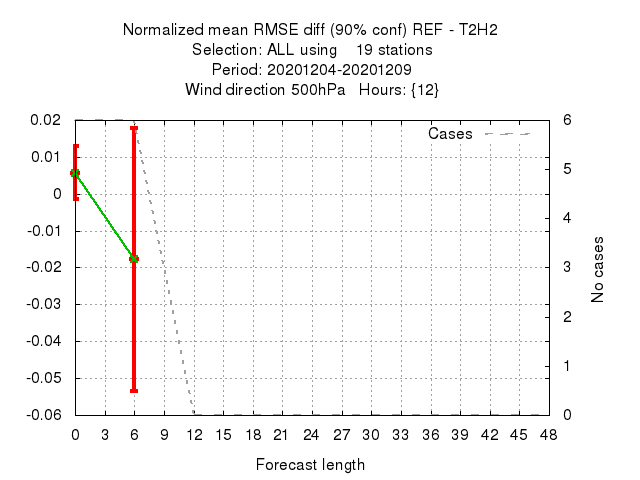 Normalized mean RMSE diff (90% conf) REF - T2H2
Selection: ALL using 19 stations
Period: 20201204-20201209
Wind direction 500hPa Hours: {12}
Cases
0.02
0.01
0
-0.01
-0.02
-0.03
-0.04
-0.05
-0.06
6
5
4
3
2
1
0
No cases
0 3 6 9 12 15 18 21 24 27 30 33 36 39 42 45 48
Forecast length